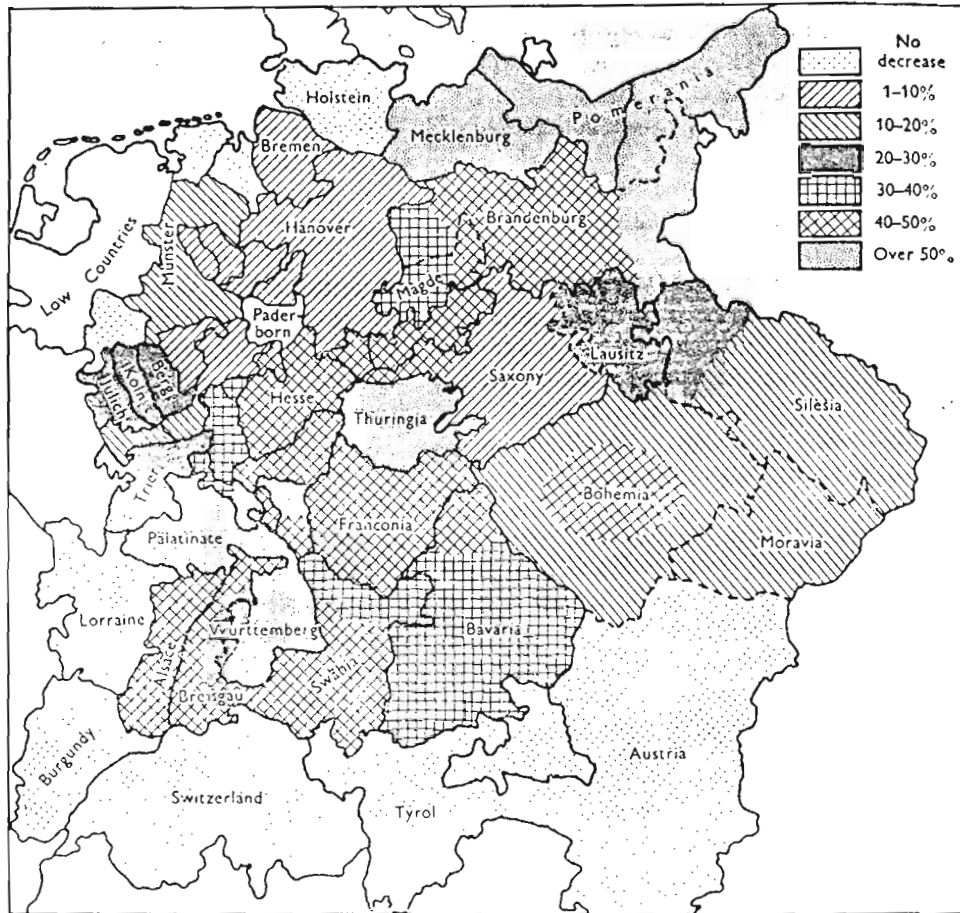 No
decrease
1–10%
10–20%
20–30%
30–40%
40–50%
Over 50%
Holstein
Pomerania
Mecklenburg
Bremen
Brandenburg
Hanover
Low Countries
Münster
Magde
Pader
born
Lausitz
Berg
Köln
Jülich
Hesse
Saxony
Thuringia
Silesia
Trier
Bohemia
Franconia
Palatinate
Moravia
Lorraine
Württemberg
Bavaria
Alsace
Swabia
Breisgau
Burgundy
Austria
Switzerland
Tyrol